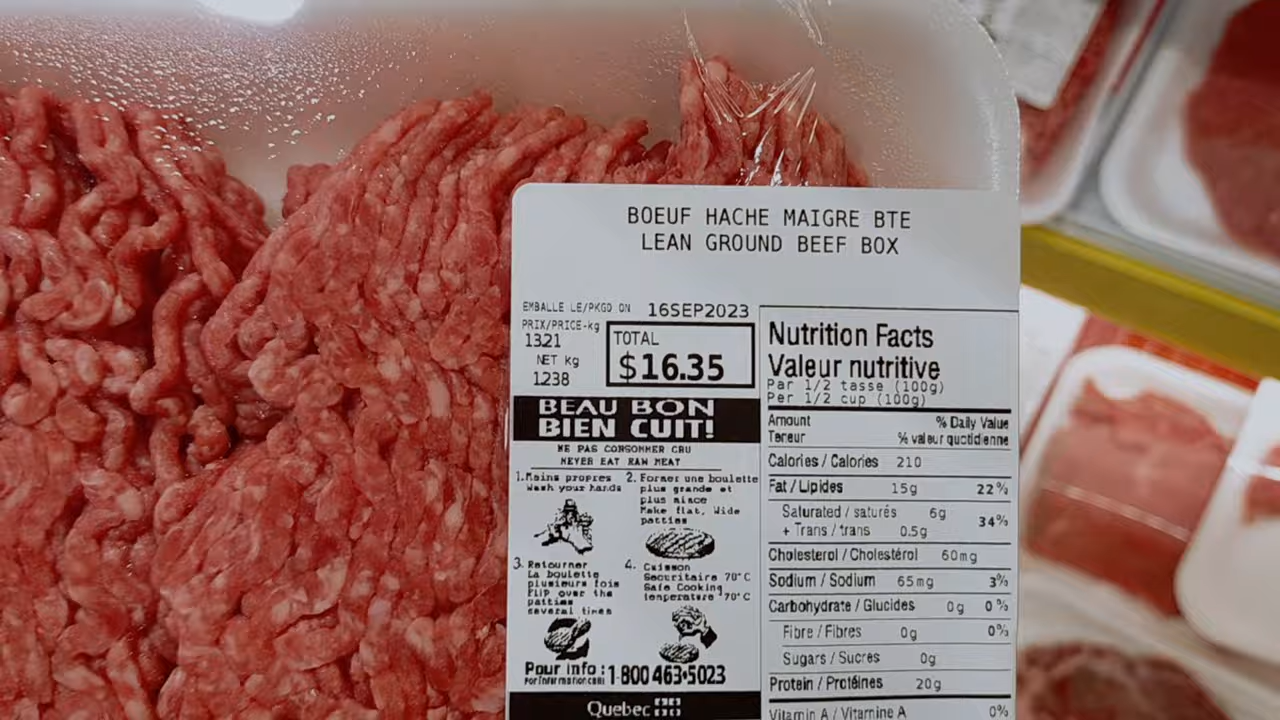 BOEUF HACHE MAIGRE BTE
LEAN GROUND BEEF BOX
EMBALLE LE/PKGD ON 16SEP2023
PRIX/PRICE-kg
1321
NET kg
1238
TOTAL
$16.35
BEAU BON
BIEN CUIT!
NE PAS CONSOMMER CRU
NEVER EAT RAW MEAT
1. Mains propres
Wash your hands
2. Former une boulette
plus grande et
plus mince
Make flat, Wide
patties
3. Retourner
La boulette
plusieurs fois
FLIP over the
patties
several times
4. Cuisson
Securitaire 70°C
Safe Cooking
temperature 70°C
Pour info : 1-800 463-5023
For information call
Quebec
Nutrition Facts
Valeur nutritive
Par 1/2 tasse (100g)
Per 1/2 cup (100g)
Amount % Daily Value
Teneur % valeur quotidienne
Calories / Calories 210
Fat / Lipides 15g 22%
Saturated / saturés 6g
+ Trans / trans 0.5g 34%
Cholesterol / Cholestérol 60mg
Sodium / Sodium 65mg 3%
Carbohydrate / Glucides 0g 0%
Fibre / Fibres 0g 0%
Sugars / Sucres 0g
Protein / Protéines 20g
Vitamin A / Vitamine A 0%